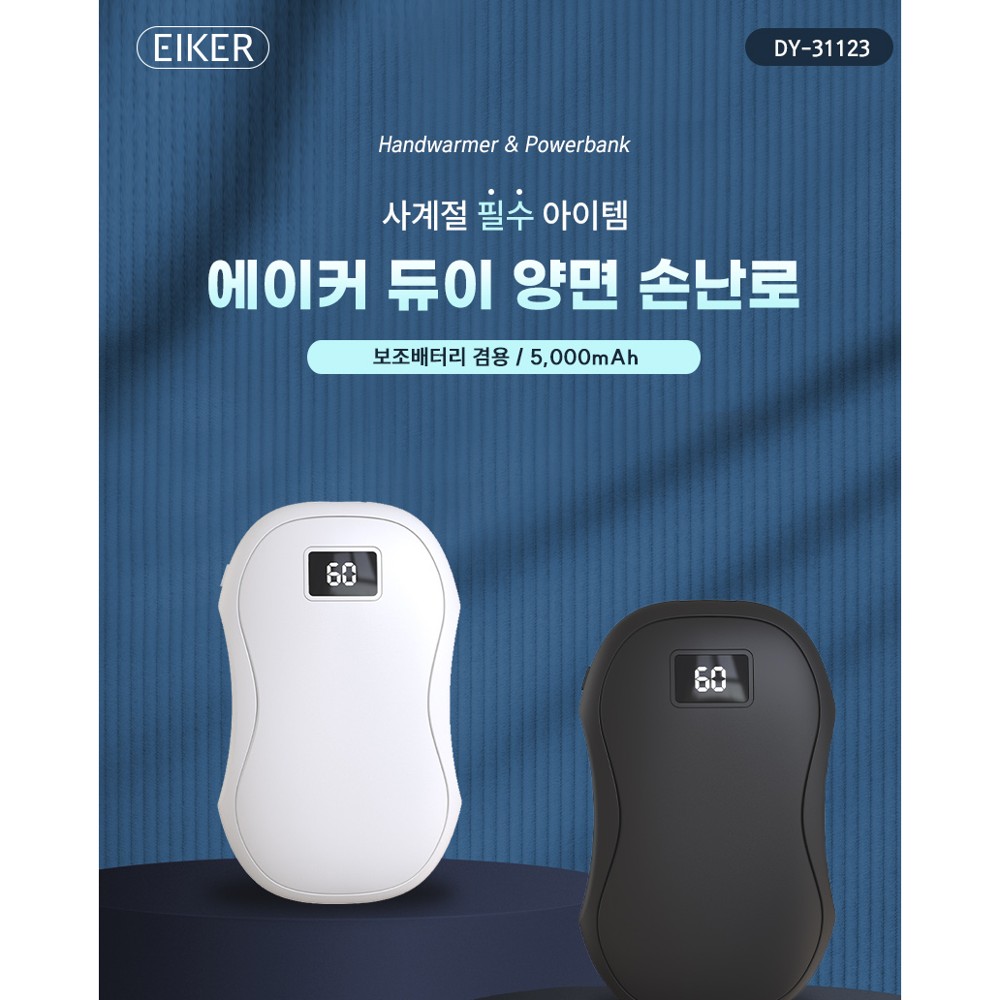 EIKER
DY-31123
Handwarmer & Powerbank
사계절 필수 아이템
에이커 듀이 양면 손난로
보조배터리 겸용 / 5,000mAh
60
60